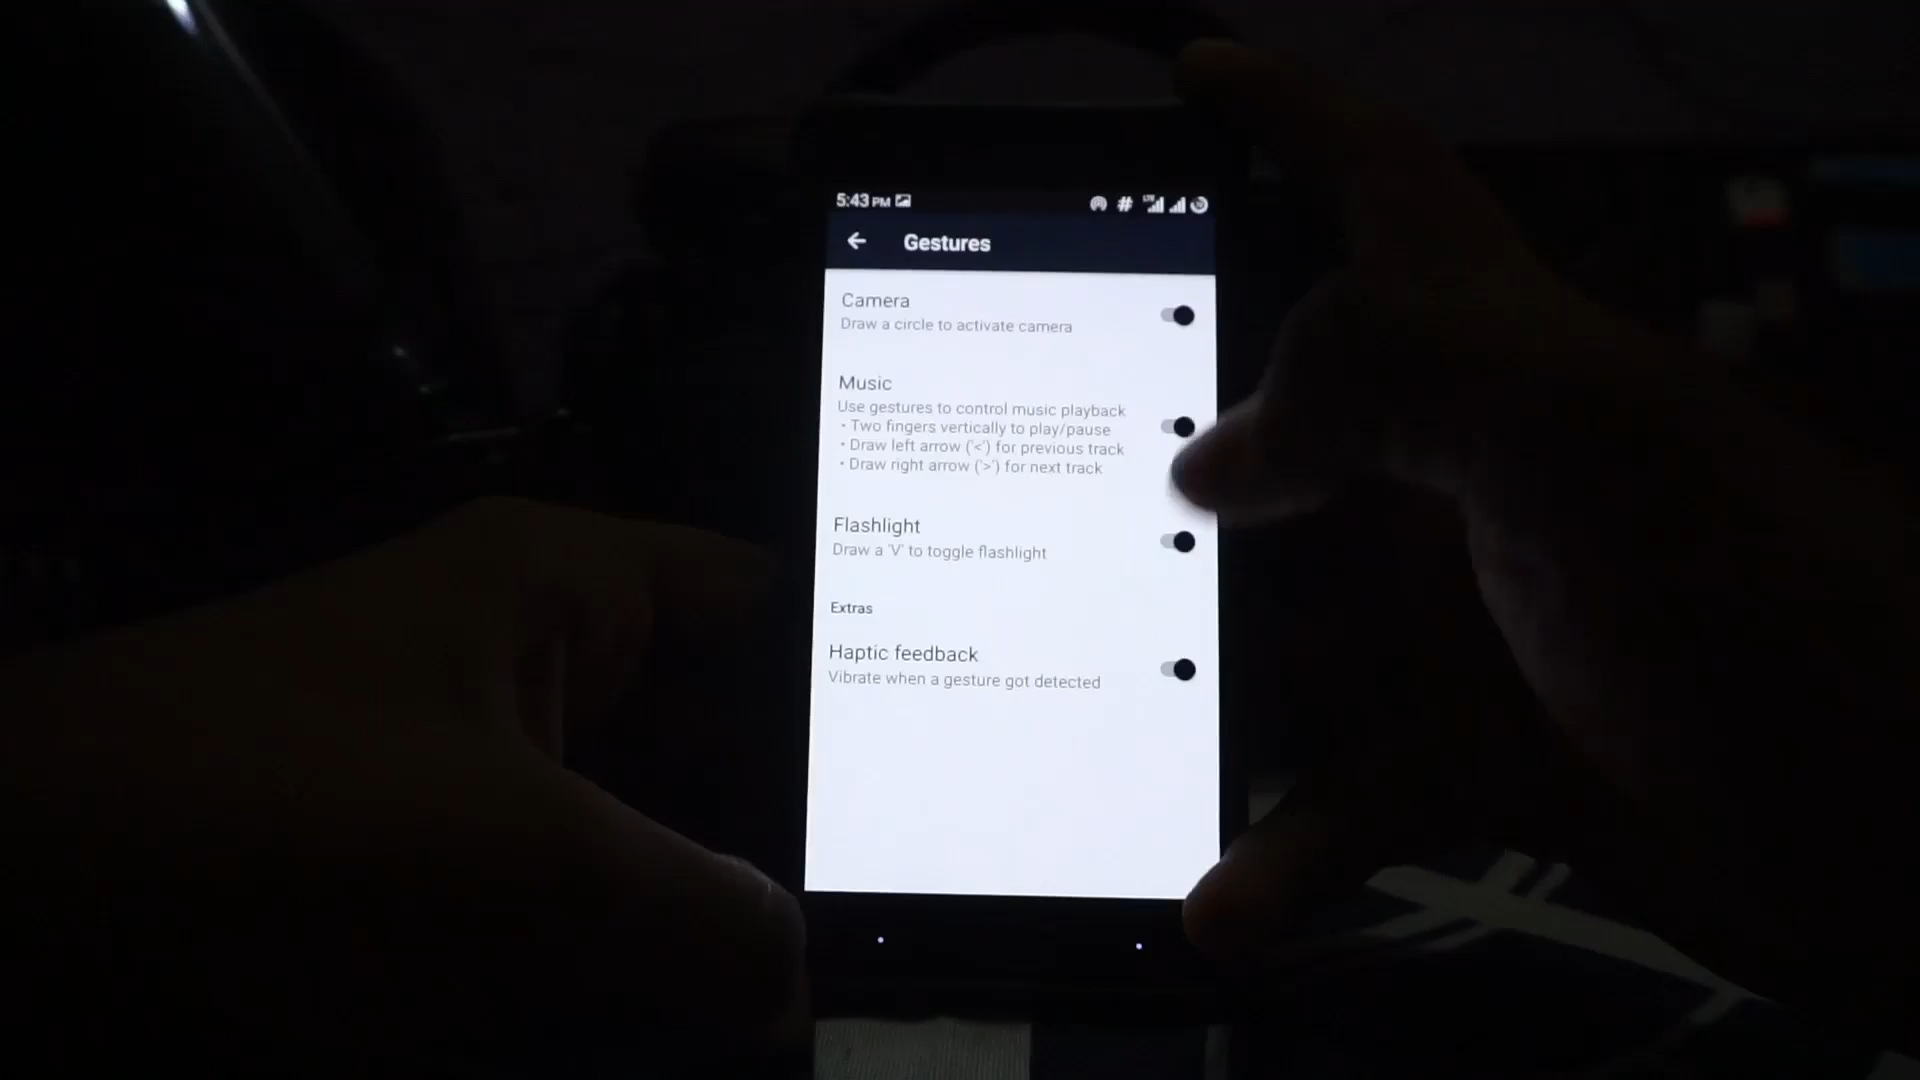 5:43 PM # LTE
Gestures
Camera
Draw a circle to activate camera
Music
Use gestures to control music playback
• Two fingers vertically to play/pause
• Draw left arrow ('<') for previous track
• Draw right arrow ('>') for next track
Flashlight
Draw a 'V' to toggle flashlight
Extras
Haptic feedback
Vibrate when a gesture got detected